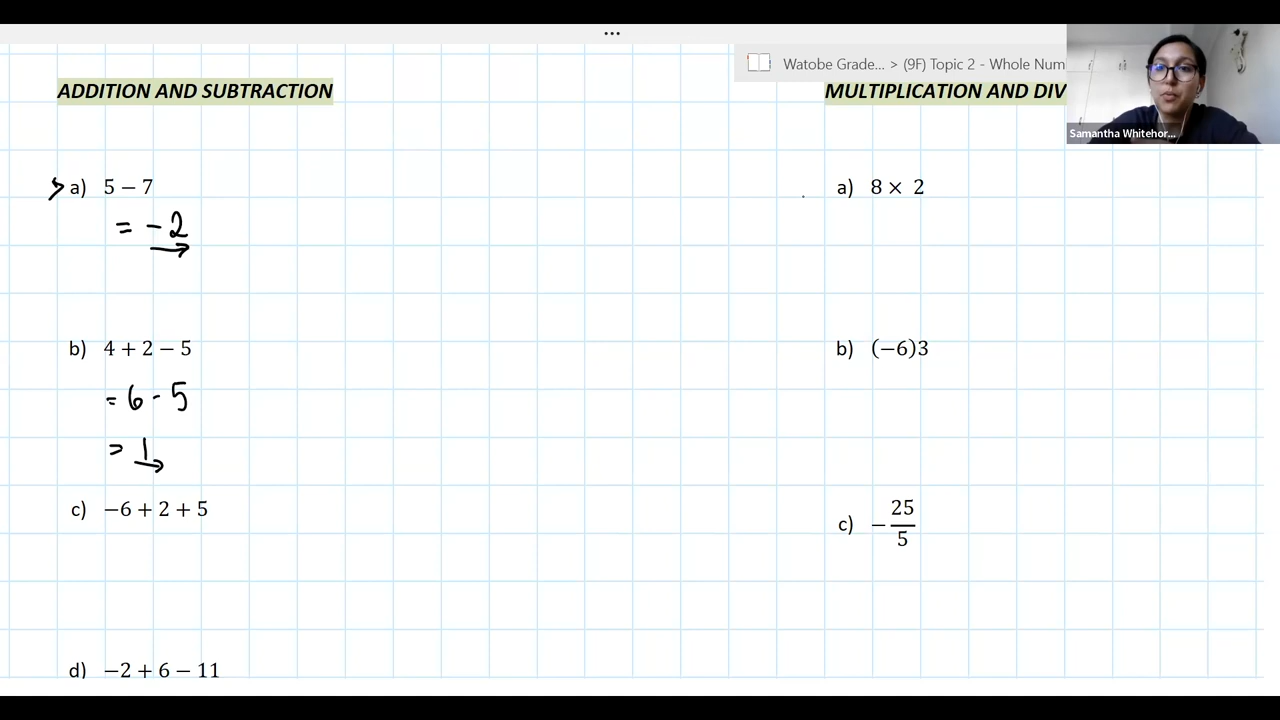 ...
Watobe Grade... > (9F) Topic 2 - Whole Num
Samantha Whitehor...
ADDITION AND SUBTRACTION
a) 5 − 7
= -2
b) 4 + 2 − 5
= 6 - 5
= 1
c) −6 + 2 + 5
d) −2 + 6 − 11
MULTIPLICATION AND DIV
a) 8 × 2
b) (−6)3
c) −
25
5